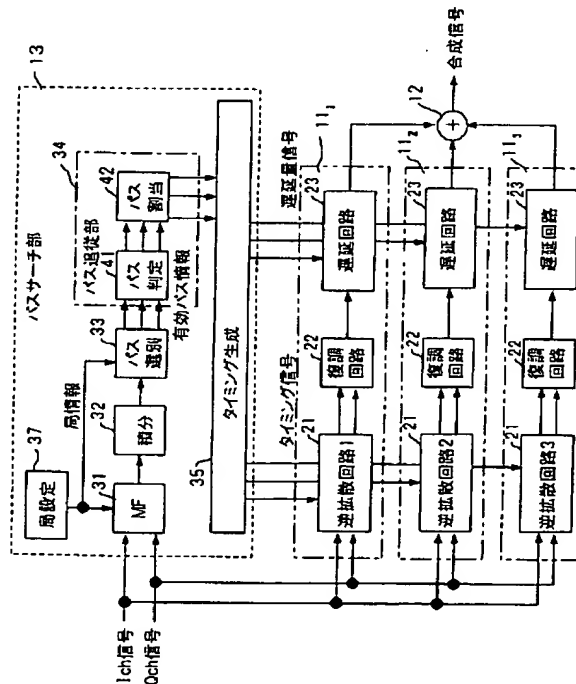 パスサーチ部
13
37
局設定
局情報
31
MF
32
積分
33
パス
選別
有効パス情報
34
パス追従部
41
パス
判定
42
パス
割当
35
タイミング生成
Ich信号
Qch信号
タイミング信号
遅延量信号
11₁
21
逆拡散回路1
22
復調
回路
23
遅延回路
11₂
21
逆拡散回路2
22
復調
回路
23
遅延回路
11₃
21
逆拡散回路3
22
復調
回路
23
遅延回路
12
+
合成信号